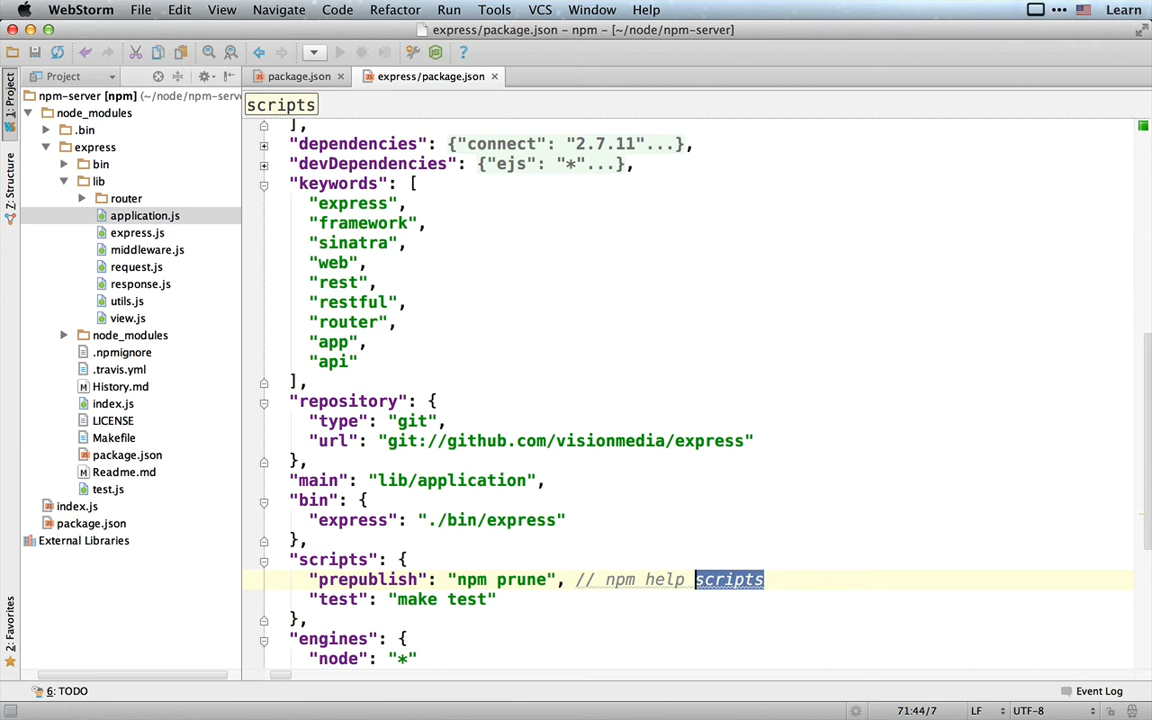 WebStorm File Edit View Navigate Code Refactor Run Tools VCS Window Help Learn
express/package.json – npm – [~/node/npm-server]
Project package.json express/package.json
1: Project
Z: Structure
2: Favorites
npm-server [npm] (~/node/npm-serv
node_modules
.bin
express
bin
lib
router
application.js
express.js
middleware.js
request.js
response.js
utils.js
view.js
node_modules
.npmignore
.travis.yml
History.md
index.js
LICENSE
Makefile
package.json
Readme.md
test.js
index.js
package.json
External Libraries
scripts
],
"dependencies": {"connect": "2.7.11"...},
"devDependencies": {"ejs": "*"...},
"keywords": [
"express",
"framework",
"sinatra",
"web",
"rest",
"restful",
"router",
"app",
"api"
],
"repository": {
"type": "git",
"url": "git://github.com/visionmedia/express"
},
"main": "lib/application",
"bin": {
"express": "./bin/express"
},
"scripts": {
"prepublish": "npm prune", // npm help scripts
"test": "make test"
},
"engines": {
"node": "*"
6: TODO Event Log
71:44/7 LF UTF-8